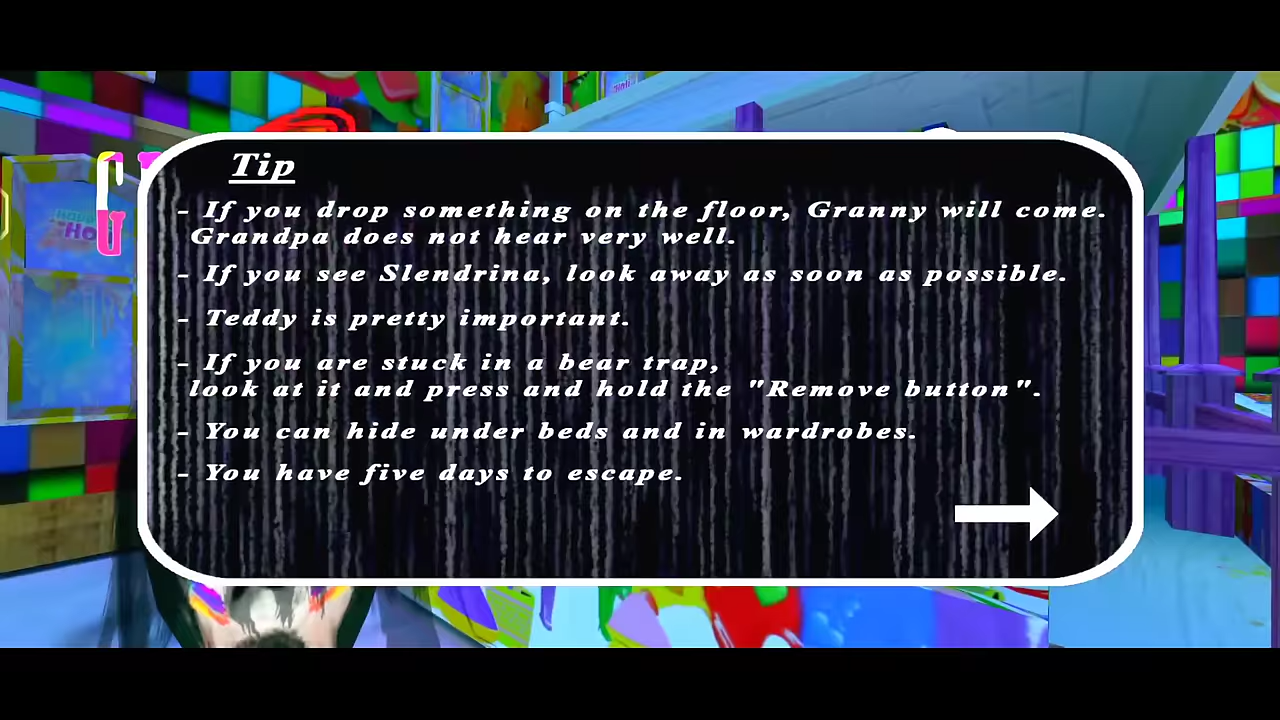 Tip
- If you drop something on the floor, Granny will come.
Grandpa does not hear very well.
- If you see Slendrina, look away as soon as possible.
- Teddy is pretty important.
- If you are stuck in a bear trap,
look at it and press and hold the "Remove button".
- You can hide under beds and in wardrobes.
- You have five days to escape.